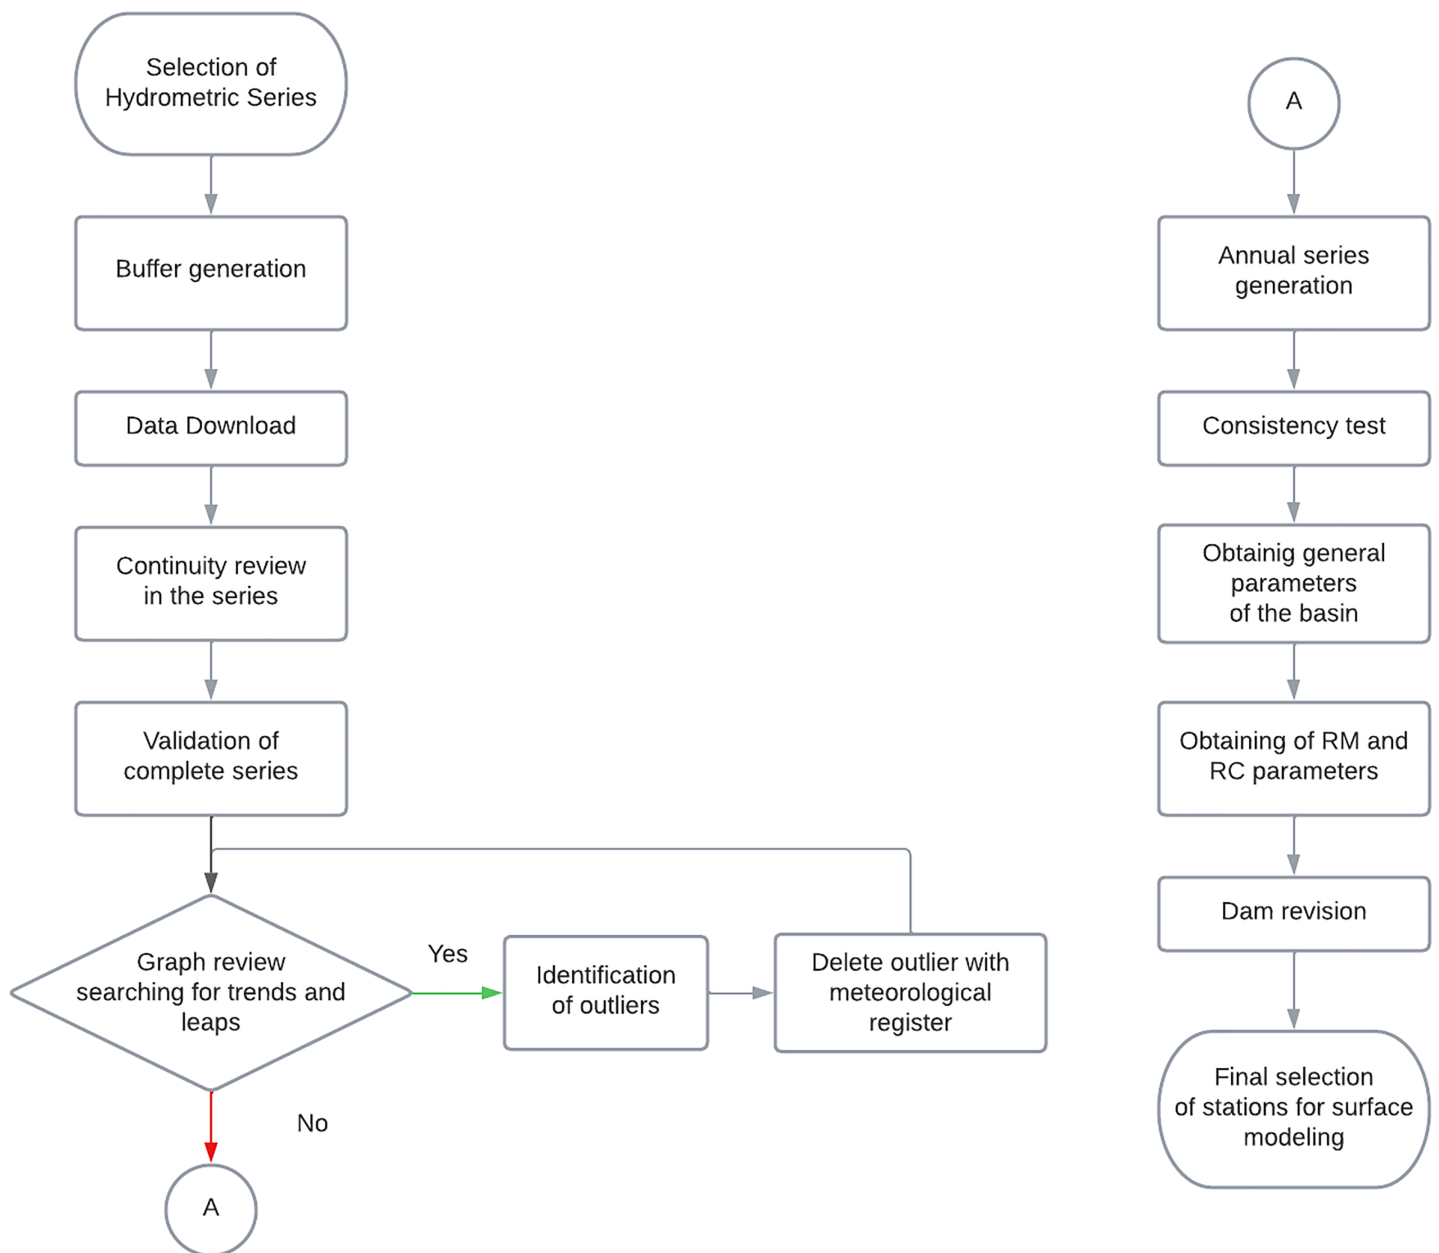 Selection of
Hydrometric Series
Buffer generation
Data Download
Continuity review
in the series
Validation of
complete series
Graph review
searching for trends and
leaps
Yes
Identification
of outliers
Delete outlier with
meteorological
register
No
A
A
Annual series
generation
Consistency test
Obtainig general
parameters
of the basin
Obtaining of RM and
RC parameters
Dam revision
Final selection
of stations for surface
modeling